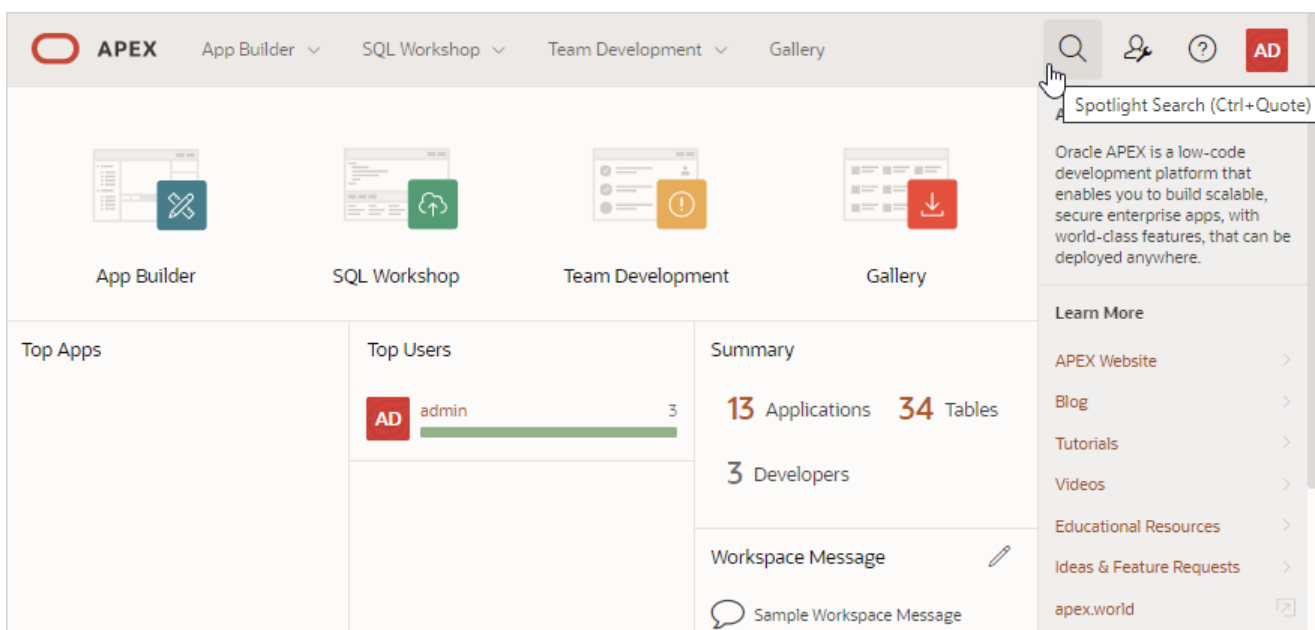 APEX App Builder SQL Workshop Team Development Gallery AD
Spotlight Search (Ctrl+Quote)
App Builder SQL Workshop Team Development Gallery
Top Apps
Top Users
AD admin 3
Summary
13 Applications 34 Tables
3 Developers
Workspace Message
Sample Workspace Message
Oracle APEX is a low-code
development platform that
enables you to build scalable,
secure enterprise apps, with
world-class features, that can be
deployed anywhere.
Learn More
APEX Website
Blog
Tutorials
Videos
Educational Resources
Ideas & Feature Requests
apex.world